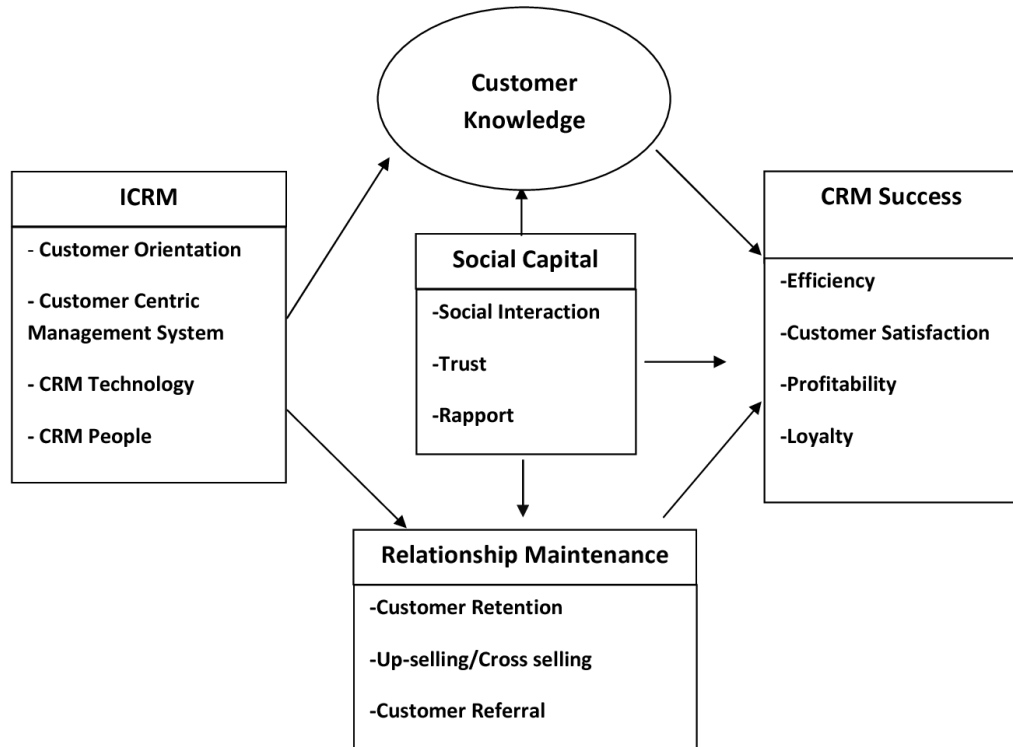 Customer
Knowledge
ICRM
- Customer Orientation
- Customer Centric
Management System
- CRM Technology
- CRM People
Social Capital
-Social Interaction
-Trust
-Rapport
CRM Success
-Efficiency
-Customer Satisfaction
-Profitability
-Loyalty
Relationship Maintenance
-Customer Retention
-Up-selling/Cross selling
-Customer Referral